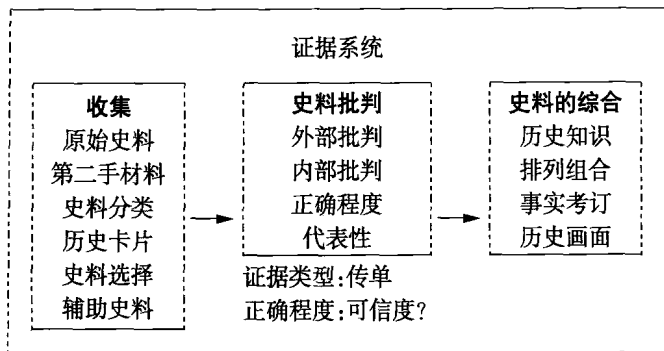 证据系统
收集
原始史料
第二手材料
史料分类
历史卡片
史料选择
辅助史料
史料批判
外部批判
内部批判
正确程度
代表性
证据类型:传单
正确程度:可信度?
史料的综合
历史知识
排列组合
事实考订
历史画面